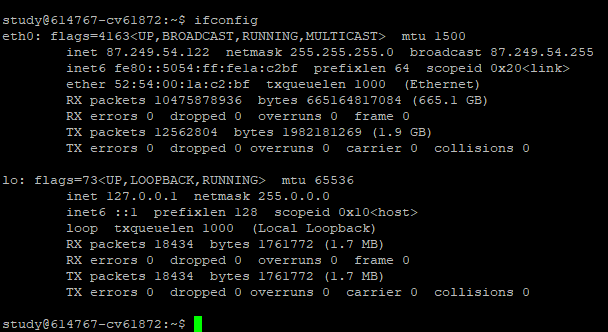 study@614767-cv61872:~$ ifconfig
eth0: flags=4163<UP,BROADCAST,RUNNING,MULTICAST>  mtu 1500
        inet 87.249.54.122  netmask 255.255.255.0  broadcast 87.249.54.255
        inet6 fe80::5054:ff:fe1a:c2bf  prefixlen 64  scopeid 0x20<link>
        ether 52:54:00:1a:c2:bf  txqueuelen 1000  (Ethernet)
        RX packets 10475878936  bytes 665164817084 (665.1 GB)
        RX errors 0  dropped 0  overruns 0  frame 0
        TX packets 12562804  bytes 1982181269 (1.9 GB)
        TX errors 0  dropped 0 overruns 0  carrier 0  collisions 0

lo: flags=73<UP,LOOPBACK,RUNNING>  mtu 65536
        inet 127.0.0.1  netmask 255.0.0.0
        inet6 ::1  prefixlen 128  scopeid 0x10<host>
        loop  txqueuelen 1000  (Local Loopback)
        RX packets 18434  bytes 1761772 (1.7 MB)
        RX errors 0  dropped 0  overruns 0  frame 0
        TX packets 18434  bytes 1761772 (1.7 MB)
        TX errors 0  dropped 0 overruns 0  carrier 0  collisions 0

study@614767-cv61872:~$